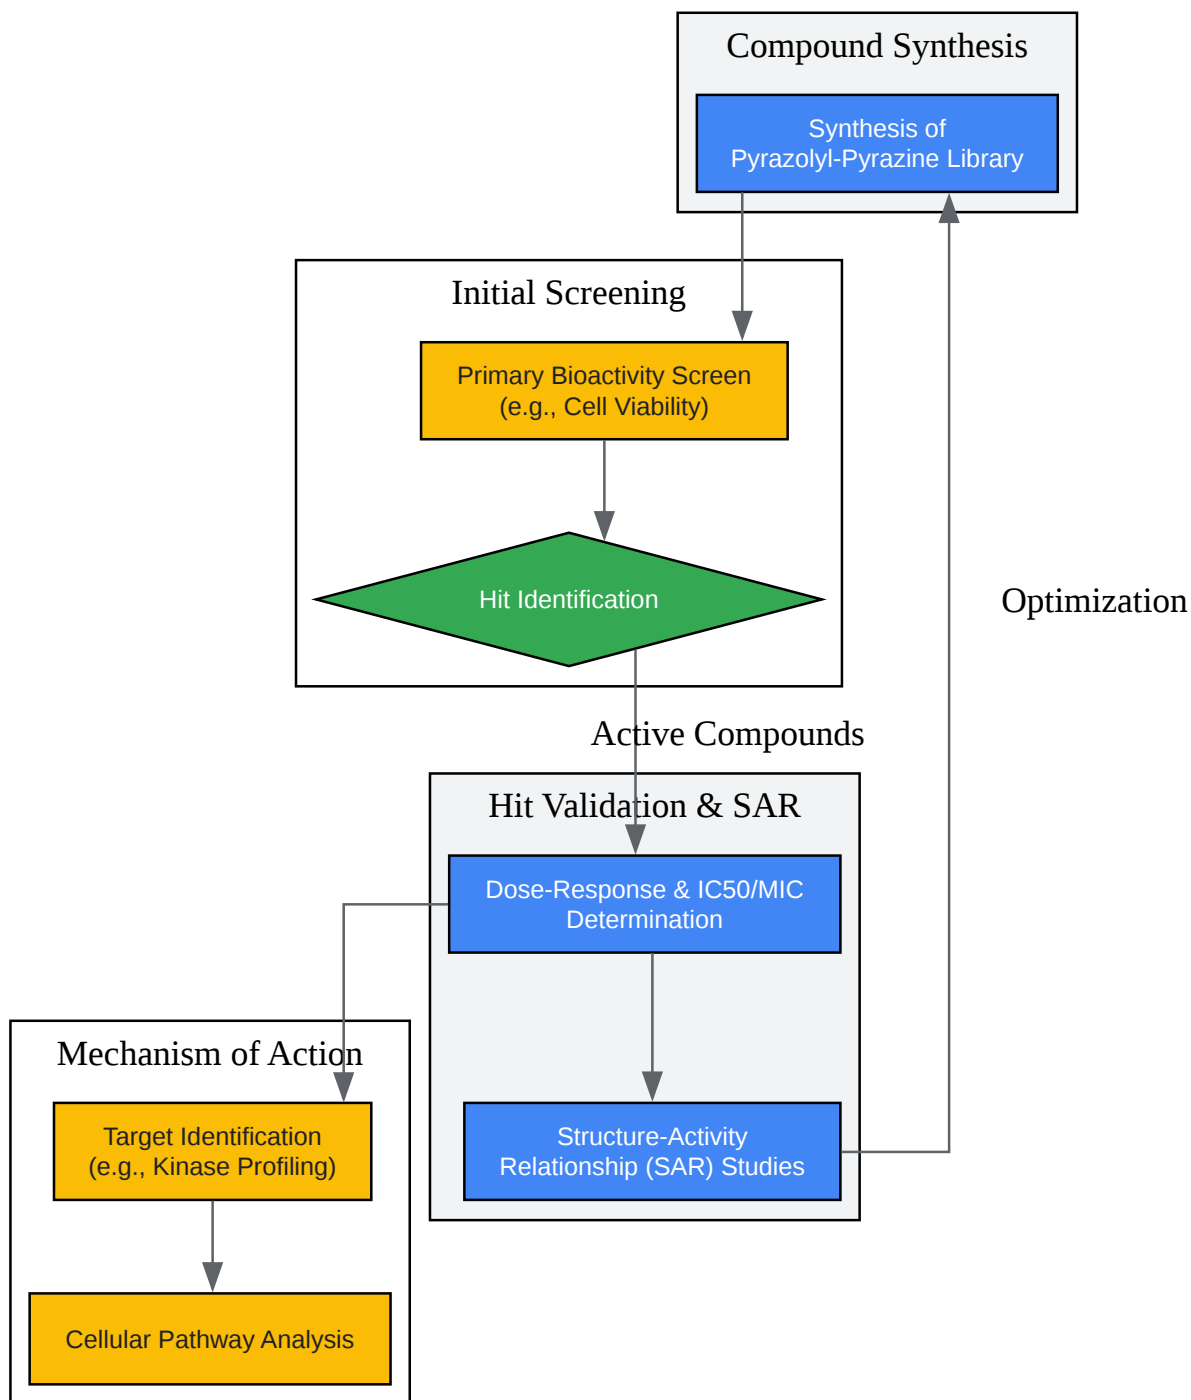 Compound Synthesis
Synthesis of
Pyrazolyl-Pyrazine Library
Initial Screening
Primary Bioactivity Screen
(e.g., Cell Viability)
Hit Identification
Optimization
Active Compounds
Hit Validation & SAR
Dose-Response & IC50/MIC
Determination
Mechanism of Action
Target Identification
(e.g., Kinase Profiling)
Structure-Activity
Relationship (SAR) Studies
Cellular Pathway Analysis